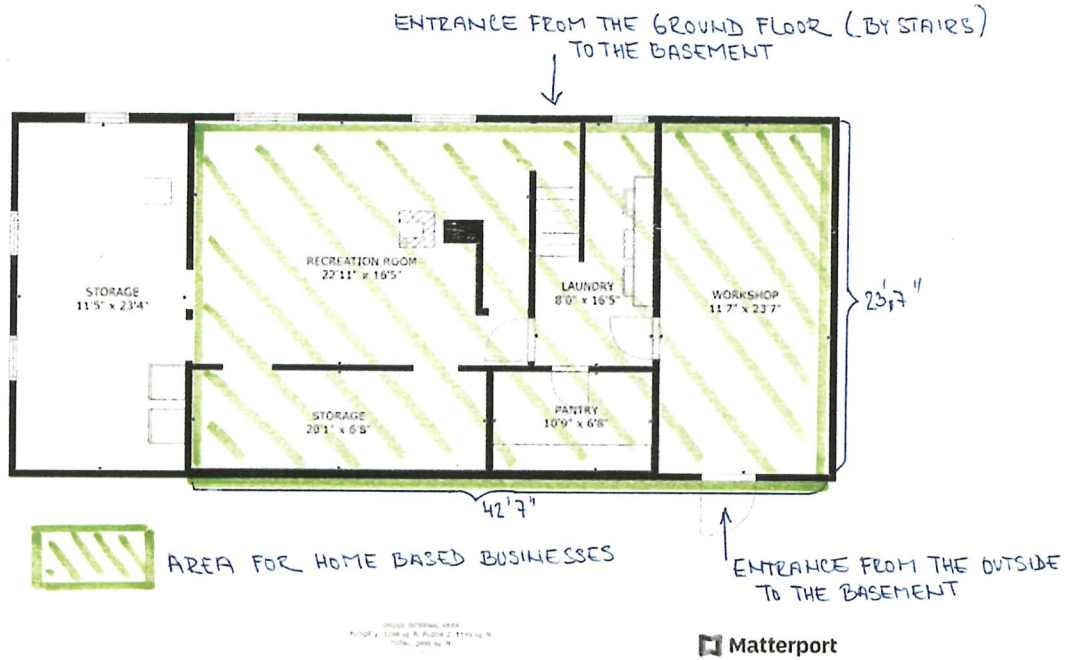 ENTRANCE FROM THE GROUND FLOOR (BY STAIRS)
TO THE BASEMENT
STORAGE
11'5" x 23'4"
RECREATION ROOM
22'11" x 16'5"
LAUNDRY
8'0" x 16'5"
WORKSHOP
11'7" x 23'7"
23',7"
STORAGE
20'1" x 6'8"
PANTRY
10'9" x 6'8"
42'7"
AREA FOR HOME BASED BUSINESSES
ENTRANCE FROM THE OUTSIDE
TO THE BASEMENT
GROSS INTERNAL AREA
Matterport